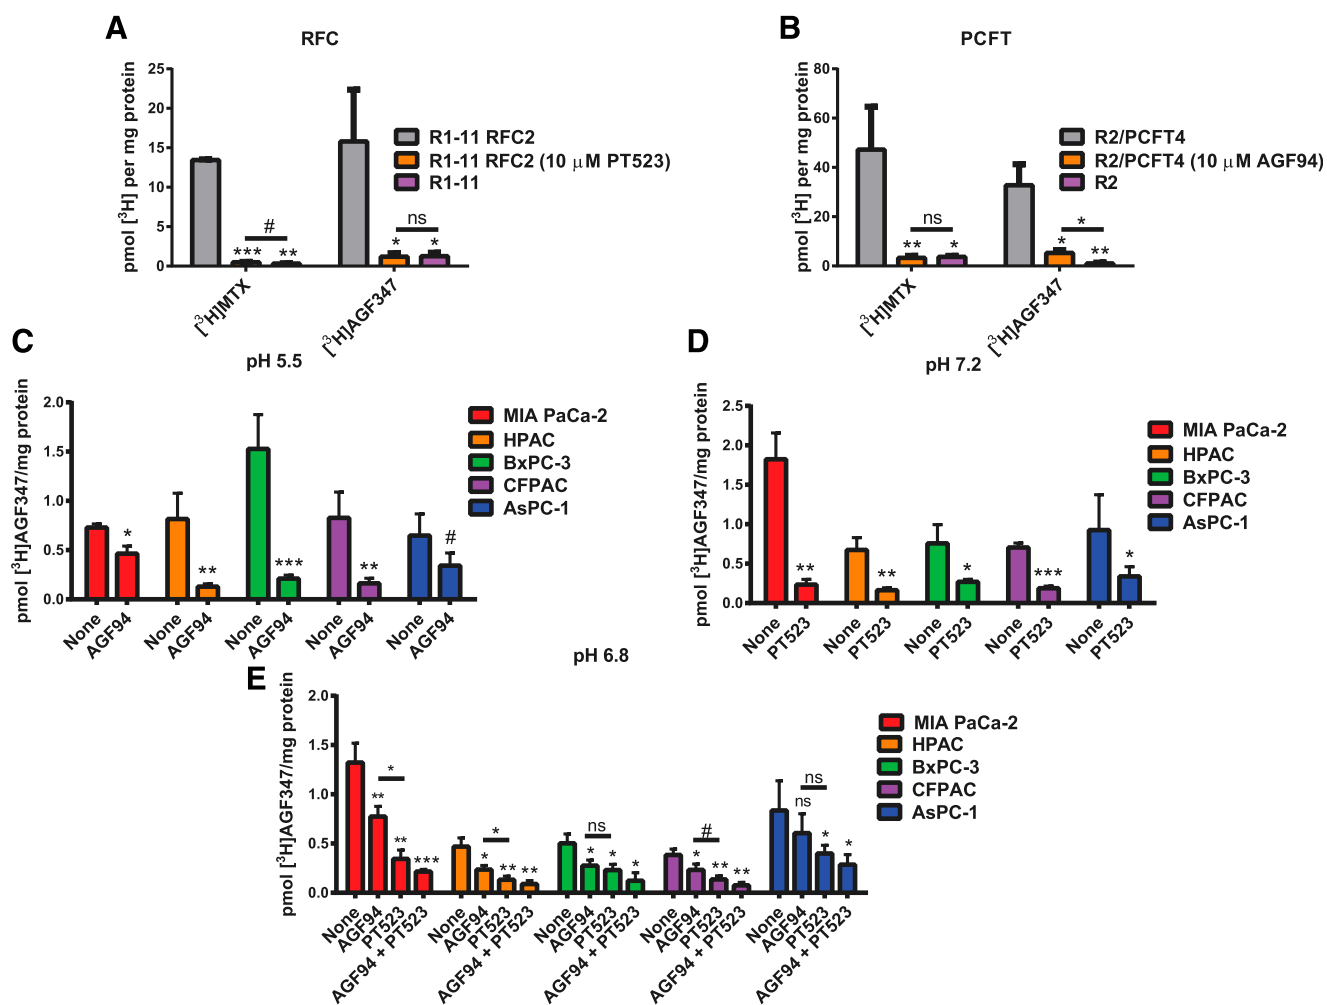 A
RFC
pmol [³H] per mg protein
25
20
15
10
5
0
R1-11 RFC2
R1-11 RFC2 (10 μM PT523)
R1-11
*** # **
* ns *
[³H]MTX
[³H]AGF347
B
PCFT
pmol [³H] per mg protein
80
60
40
20
0
R2/PCFT4
R2/PCFT4 (10 μM AGF94)
R2
** ns *
* * **
[³H]MTX
[³H]AGF347
C
pH 5.5
pmol [³H]AGF347/mg protein
2.0
1.5
1.0
0.5
0.0
MIA PaCa-2
HPAC
BxPC-3
CFPAC
AsPC-1
* ** *** ** #
None AGF94 None AGF94 None AGF94 None AGF94 None AGF94
D
pH 7.2
pmol [³H]AGF347/mg protein
2.5
2.0
1.5
1.0
0.5
0.0
MIA PaCa-2
HPAC
BxPC-3
CFPAC
AsPC-1
** ** * *** *
None PT523 None PT523 None PT523 None PT523 None PT523
E
pH 6.8
pmol [³H]AGF347/mg protein
2.0
1.5
1.0
0.5
0.0
MIA PaCa-2
HPAC
BxPC-3
CFPAC
AsPC-1
** * ** ***
* * ** **
* ns * *
* # ** **
ns ns * *
None AGF94 PT523 AGF94 + PT523
None AGF94 PT523 AGF94 + PT523
None AGF94 PT523 AGF94 + PT523
None AGF94 PT523 AGF94 + PT523
None AGF94 PT523 AGF94 + PT523